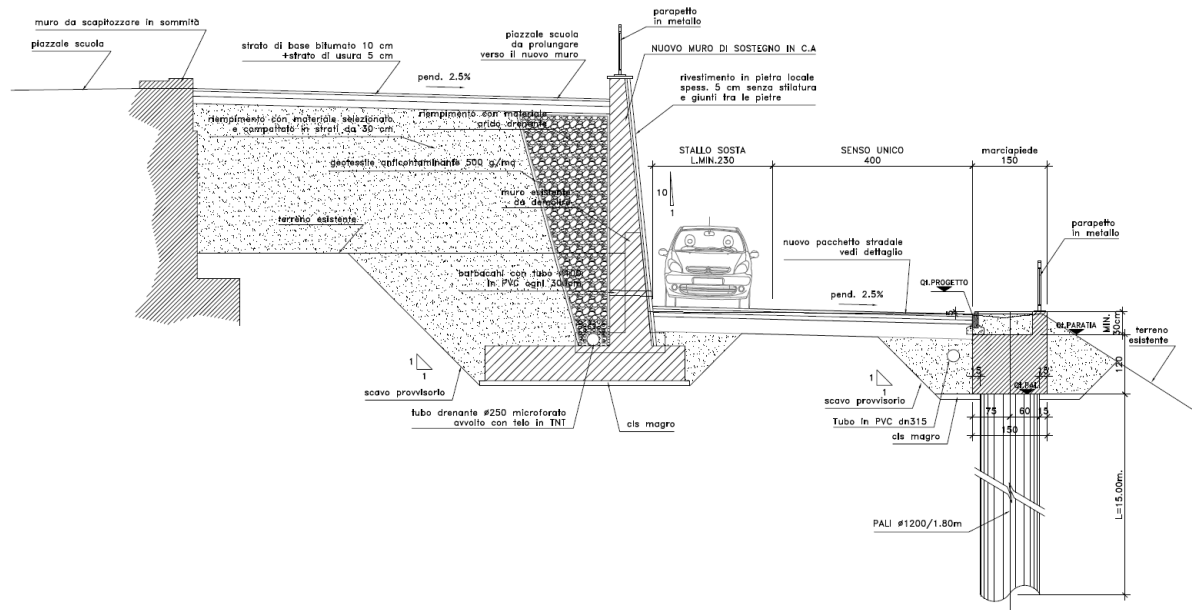 muro da scapitozzare in sommità
piazzale scuola
strato di base bitumato 10 cm
+strato di usura 5 cm
piazzale scuola
da prolungare
verso il nuovo muro
parapetto
in metallo
NUOVO MURO DI SOSTEGNO IN C.A
rivestimento in pietra locale
spess. 5 cm senza stilatura
e giunti tra le pietre
pend. 2.5%
riempimento con materiale selezionato
e compattato in strati da 30 cm
riempimento con materiale
arido drenante
geotessile anticontaminante 500 g/mq
muro esistente
da demolire
terreno esistente
barbacani con tubo
in PVC ogni
STALLO SOSTA
L.MIN.230
SENSO UNICO
400
marciapiede
150
10
1
parapetto
in metallo
nuovo pacchetto stradale
vedi dettaglio
Qt.PROGETTO
pend. 2.5%
MIN.
30cm
Qt.PARATIA
terreno
esistente
120
1
1
scavo provvisorio
tubo drenante ø250 microforato
avvolto con telo in TNT
cls magro
1
1
scavo provvisorio
Tubo in PVC dn315
cls magro
Qt.PALI
75
60
15
150
PALI ø1200/1.80m
L=15.00m.